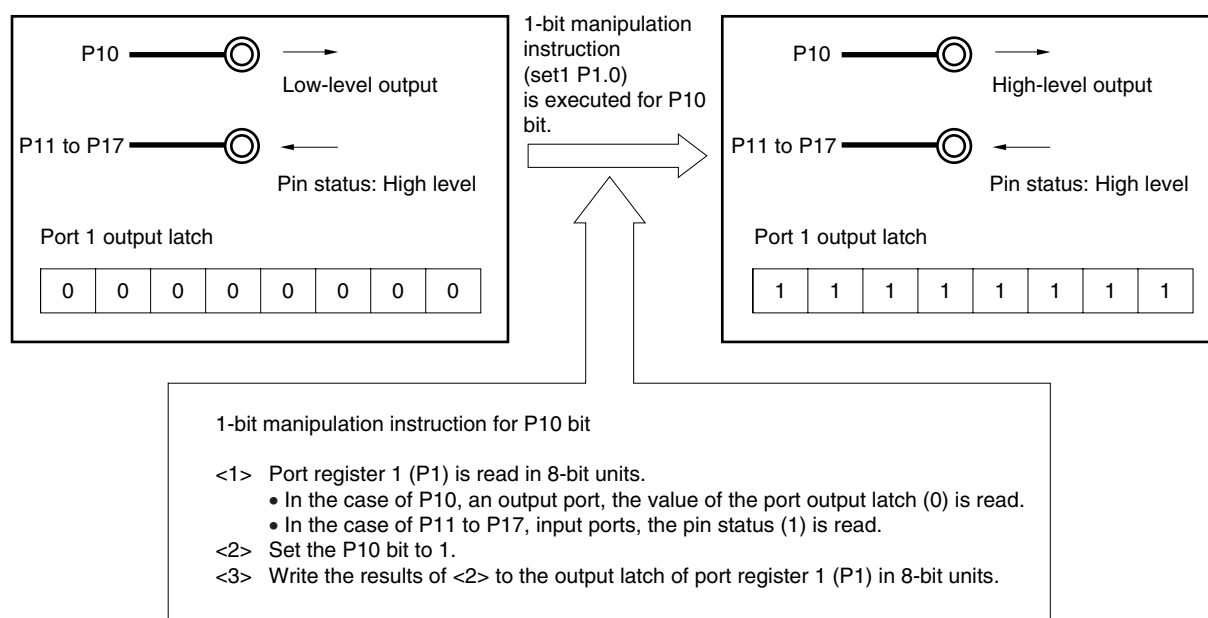 P10
Low-level output
P11 to P17
Pin status: High level
Port 1 output latch
0 0 0 0 0 0 0 0
1-bit manipulation
instruction
(set1 P1.0)
is executed for P10
bit.
P10
High-level output
P11 to P17
Pin status: High level
Port 1 output latch
1 1 1 1 1 1 1 1
1-bit manipulation instruction for P10 bit
<1> Port register 1 (P1) is read in 8-bit units.
• In the case of P10, an output port, the value of the port output latch (0) is read.
• In the case of P11 to P17, input ports, the pin status (1) is read.
<2> Set the P10 bit to 1.
<3> Write the results of <2> to the output latch of port register 1 (P1) in 8-bit units.